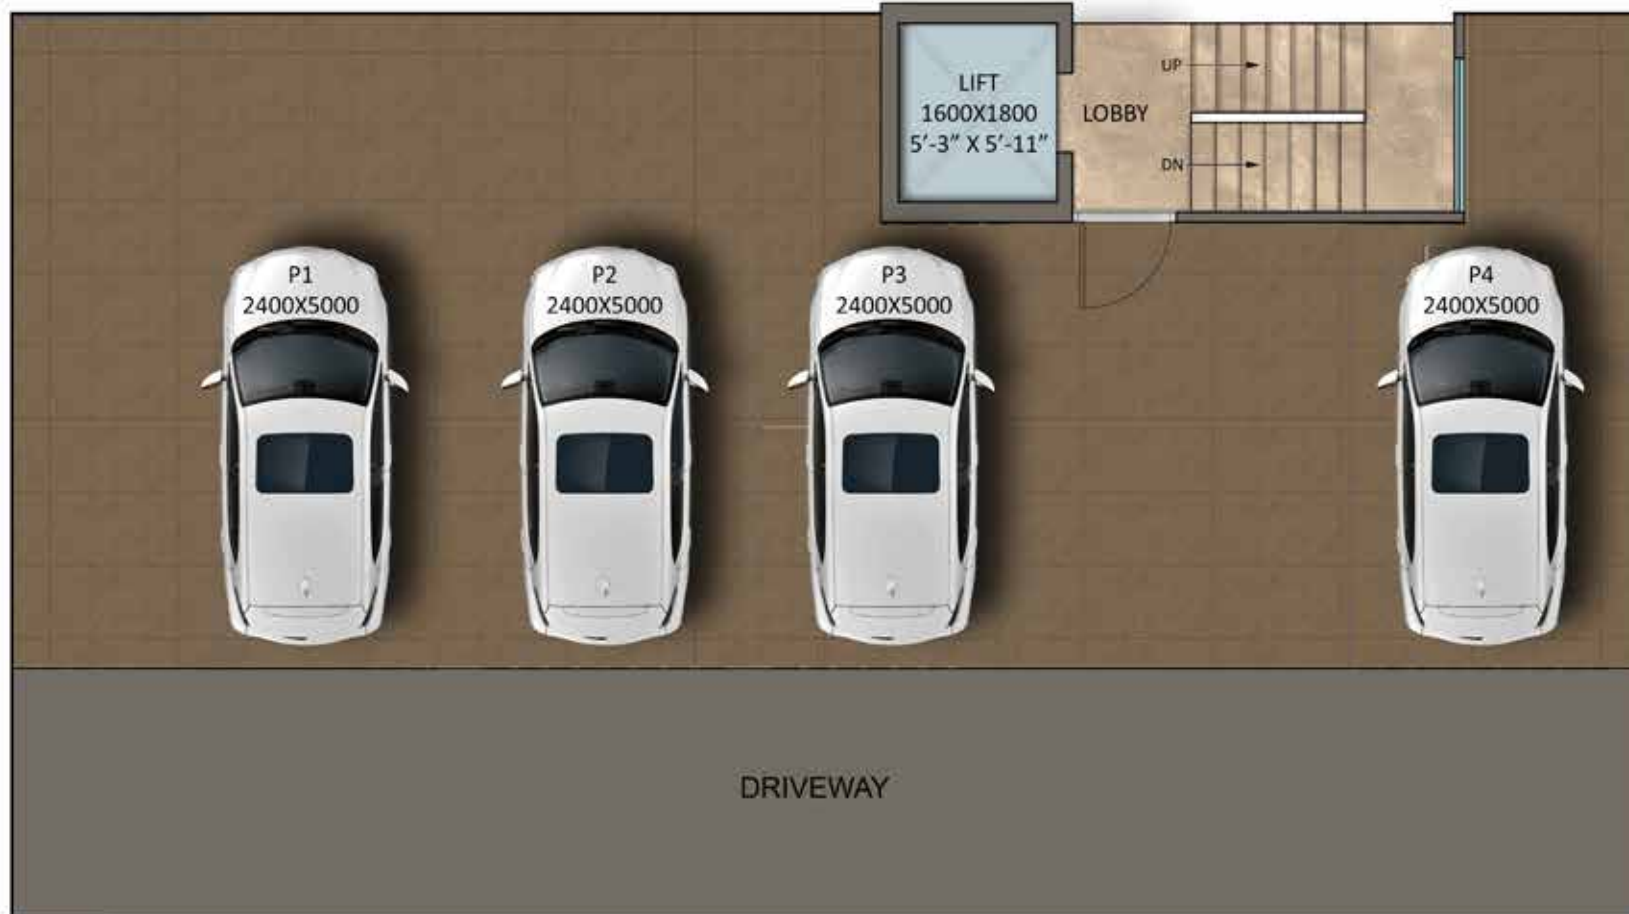 LIFT
1600X1800
5'-3" X 5'-11"
LOBBY
UP
DN
P1
2400X5000
P2
2400X5000
P3
2400X5000
P4
2400X5000
DRIVEWAY